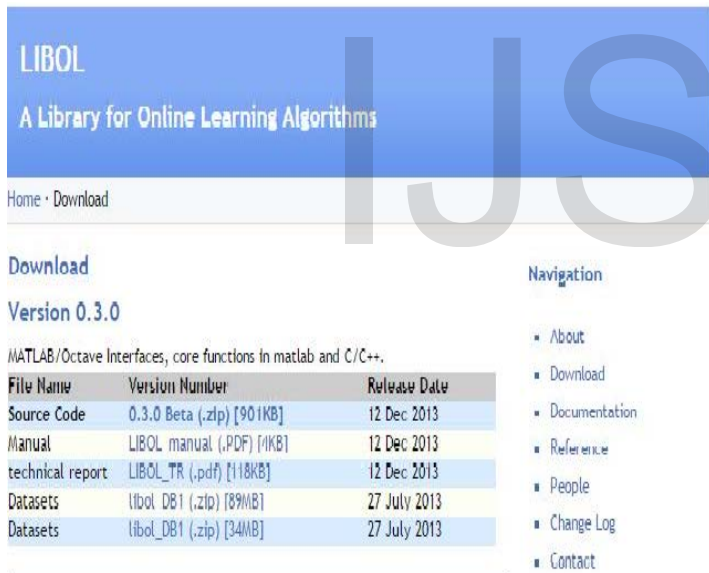 LIBOL
A Library for Online Learning Algorithms
IJS
Home · Download
Download
Version 0.3.0
MATLAB/Octave Interfaces, core functions in matlab and C/C++.
File Name Version Number Release Date
Source Code 0.3.0 Beta (.zip) [901KB] 12 Dec 2013
Manual LIBOL_manual (.PDF) [4KB] 12 Dec 2013
technical report LIBOL_TR (.pdf) [118KB] 12 Dec 2013
Datasets libol_DB1 (.zip) [89MB] 27 July 2013
Datasets libol_DB1 (.zip) [34MB] 27 July 2013
Navigation
About
Download
Documentation
Reference
People
Change Log
Contact